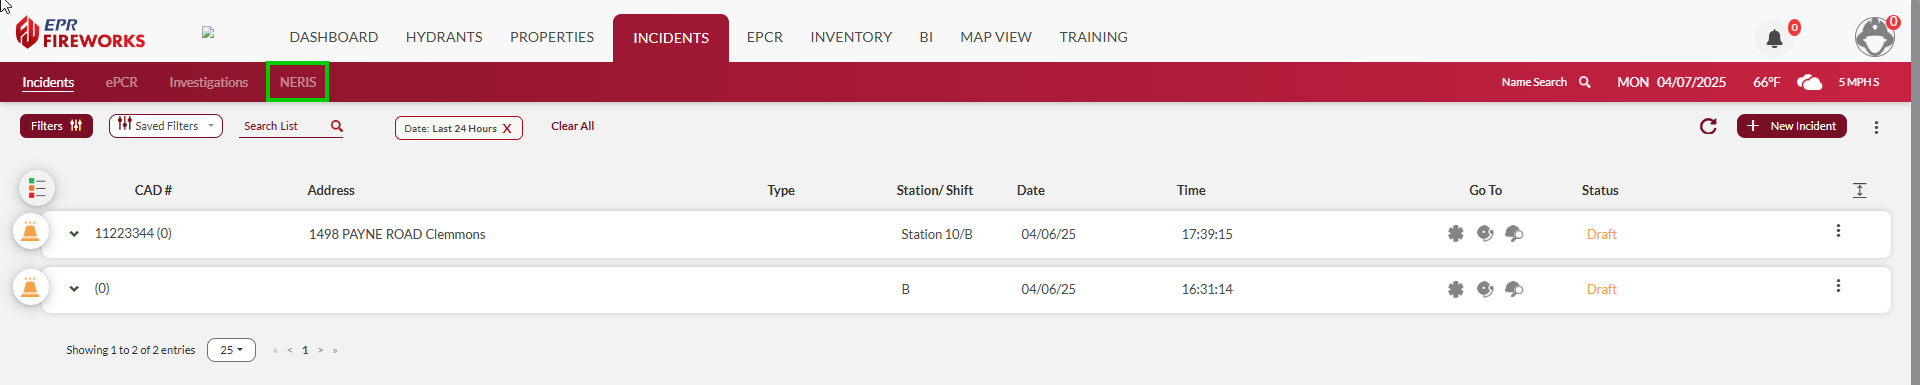 EPR
FIREWORKS
DASHBOARD HYDRANTS PROPERTIES INCIDENTS EPCR INVENTORY BI MAP VIEW TRAINING
0
0
Incidents ePCR Investigations NERIS
Name Search MON 04/07/2025 66°F 5 MPH S
Filters Saved Filters Search List Date: Last 24 Hours X Clear All + New Incident
CAD # Address Type Station/ Shift Date Time Go To Status
11223344 (0) 1498 PAYNE ROAD Clemmons Station 10/B 04/06/25 17:39:15 Draft
(0) B 04/06/25 16:31:14 Draft
Showing 1 to 2 of 2 entries 25 « < 1 > »